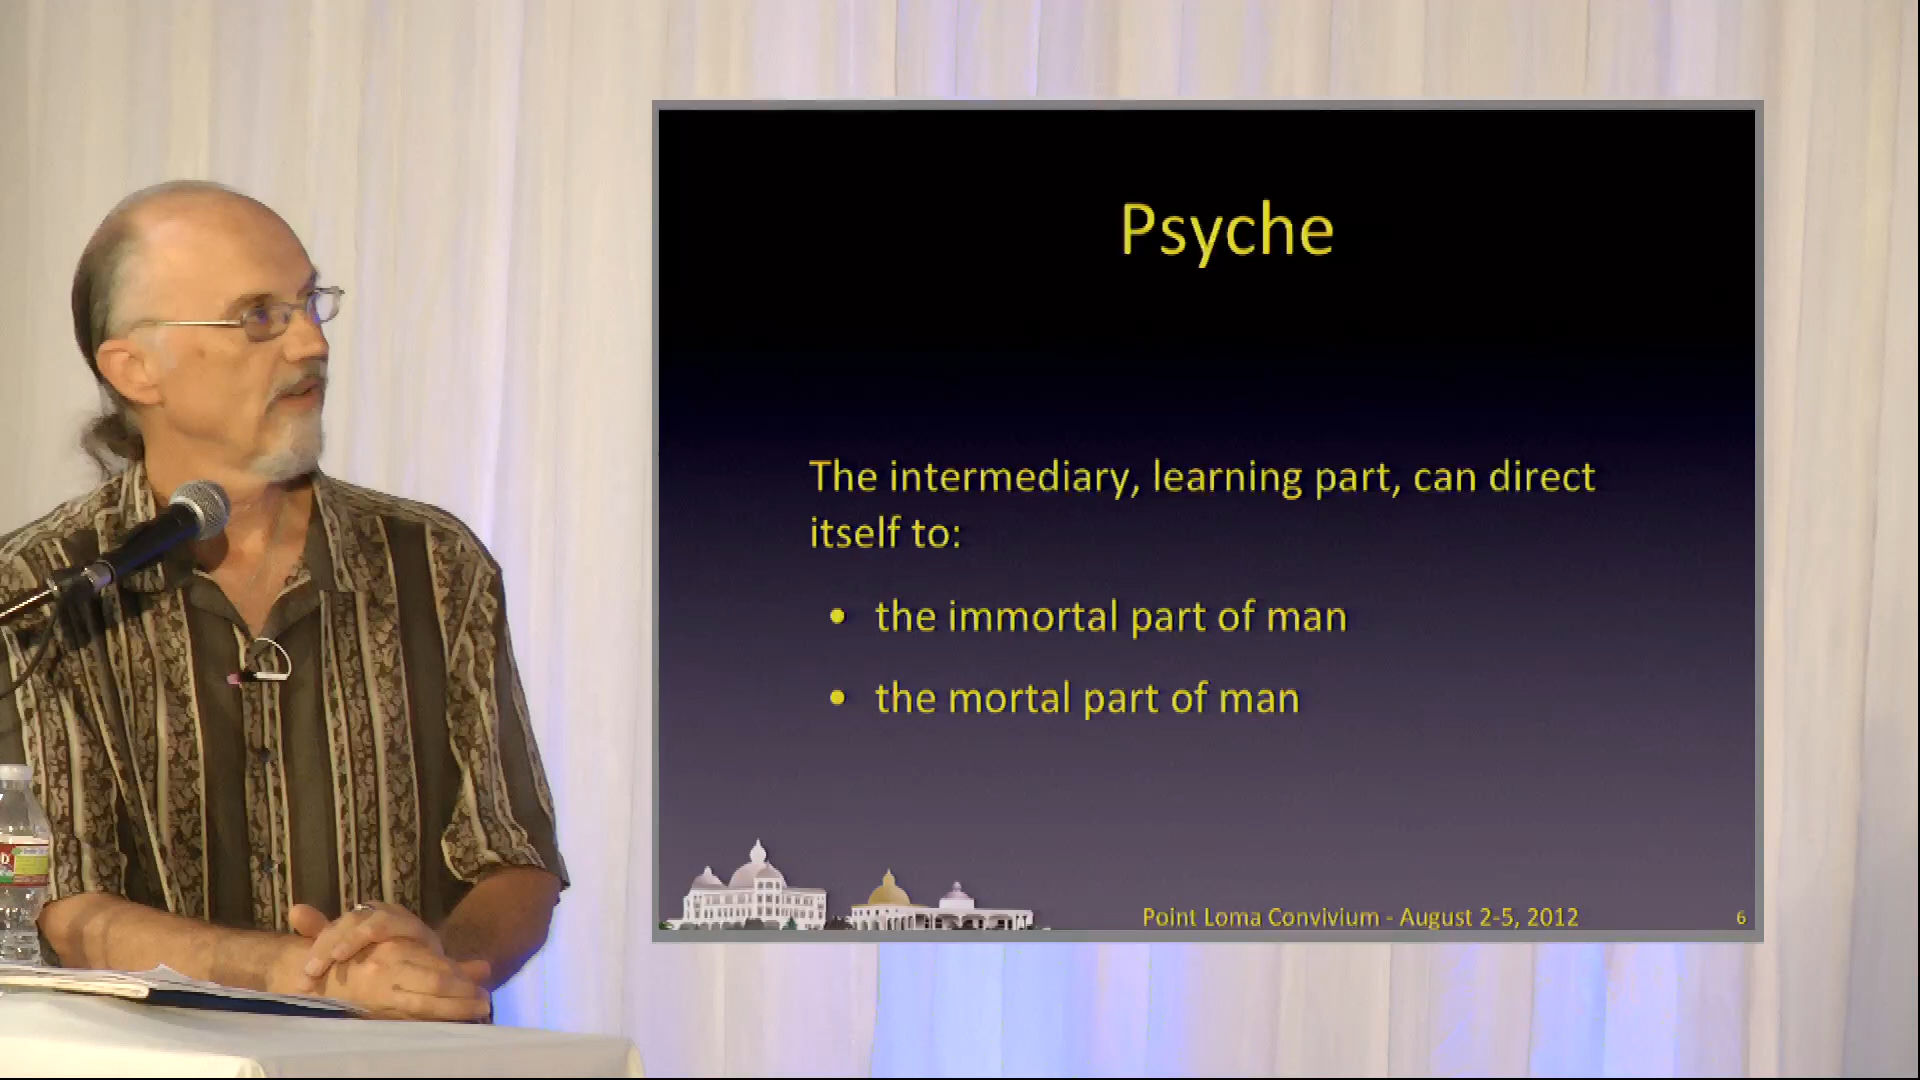 Psyche
The intermediary, learning part, can direct
itself to:
• the immortal part of man
• the mortal part of man
Point Loma Convivium - August 2-5, 2012
6